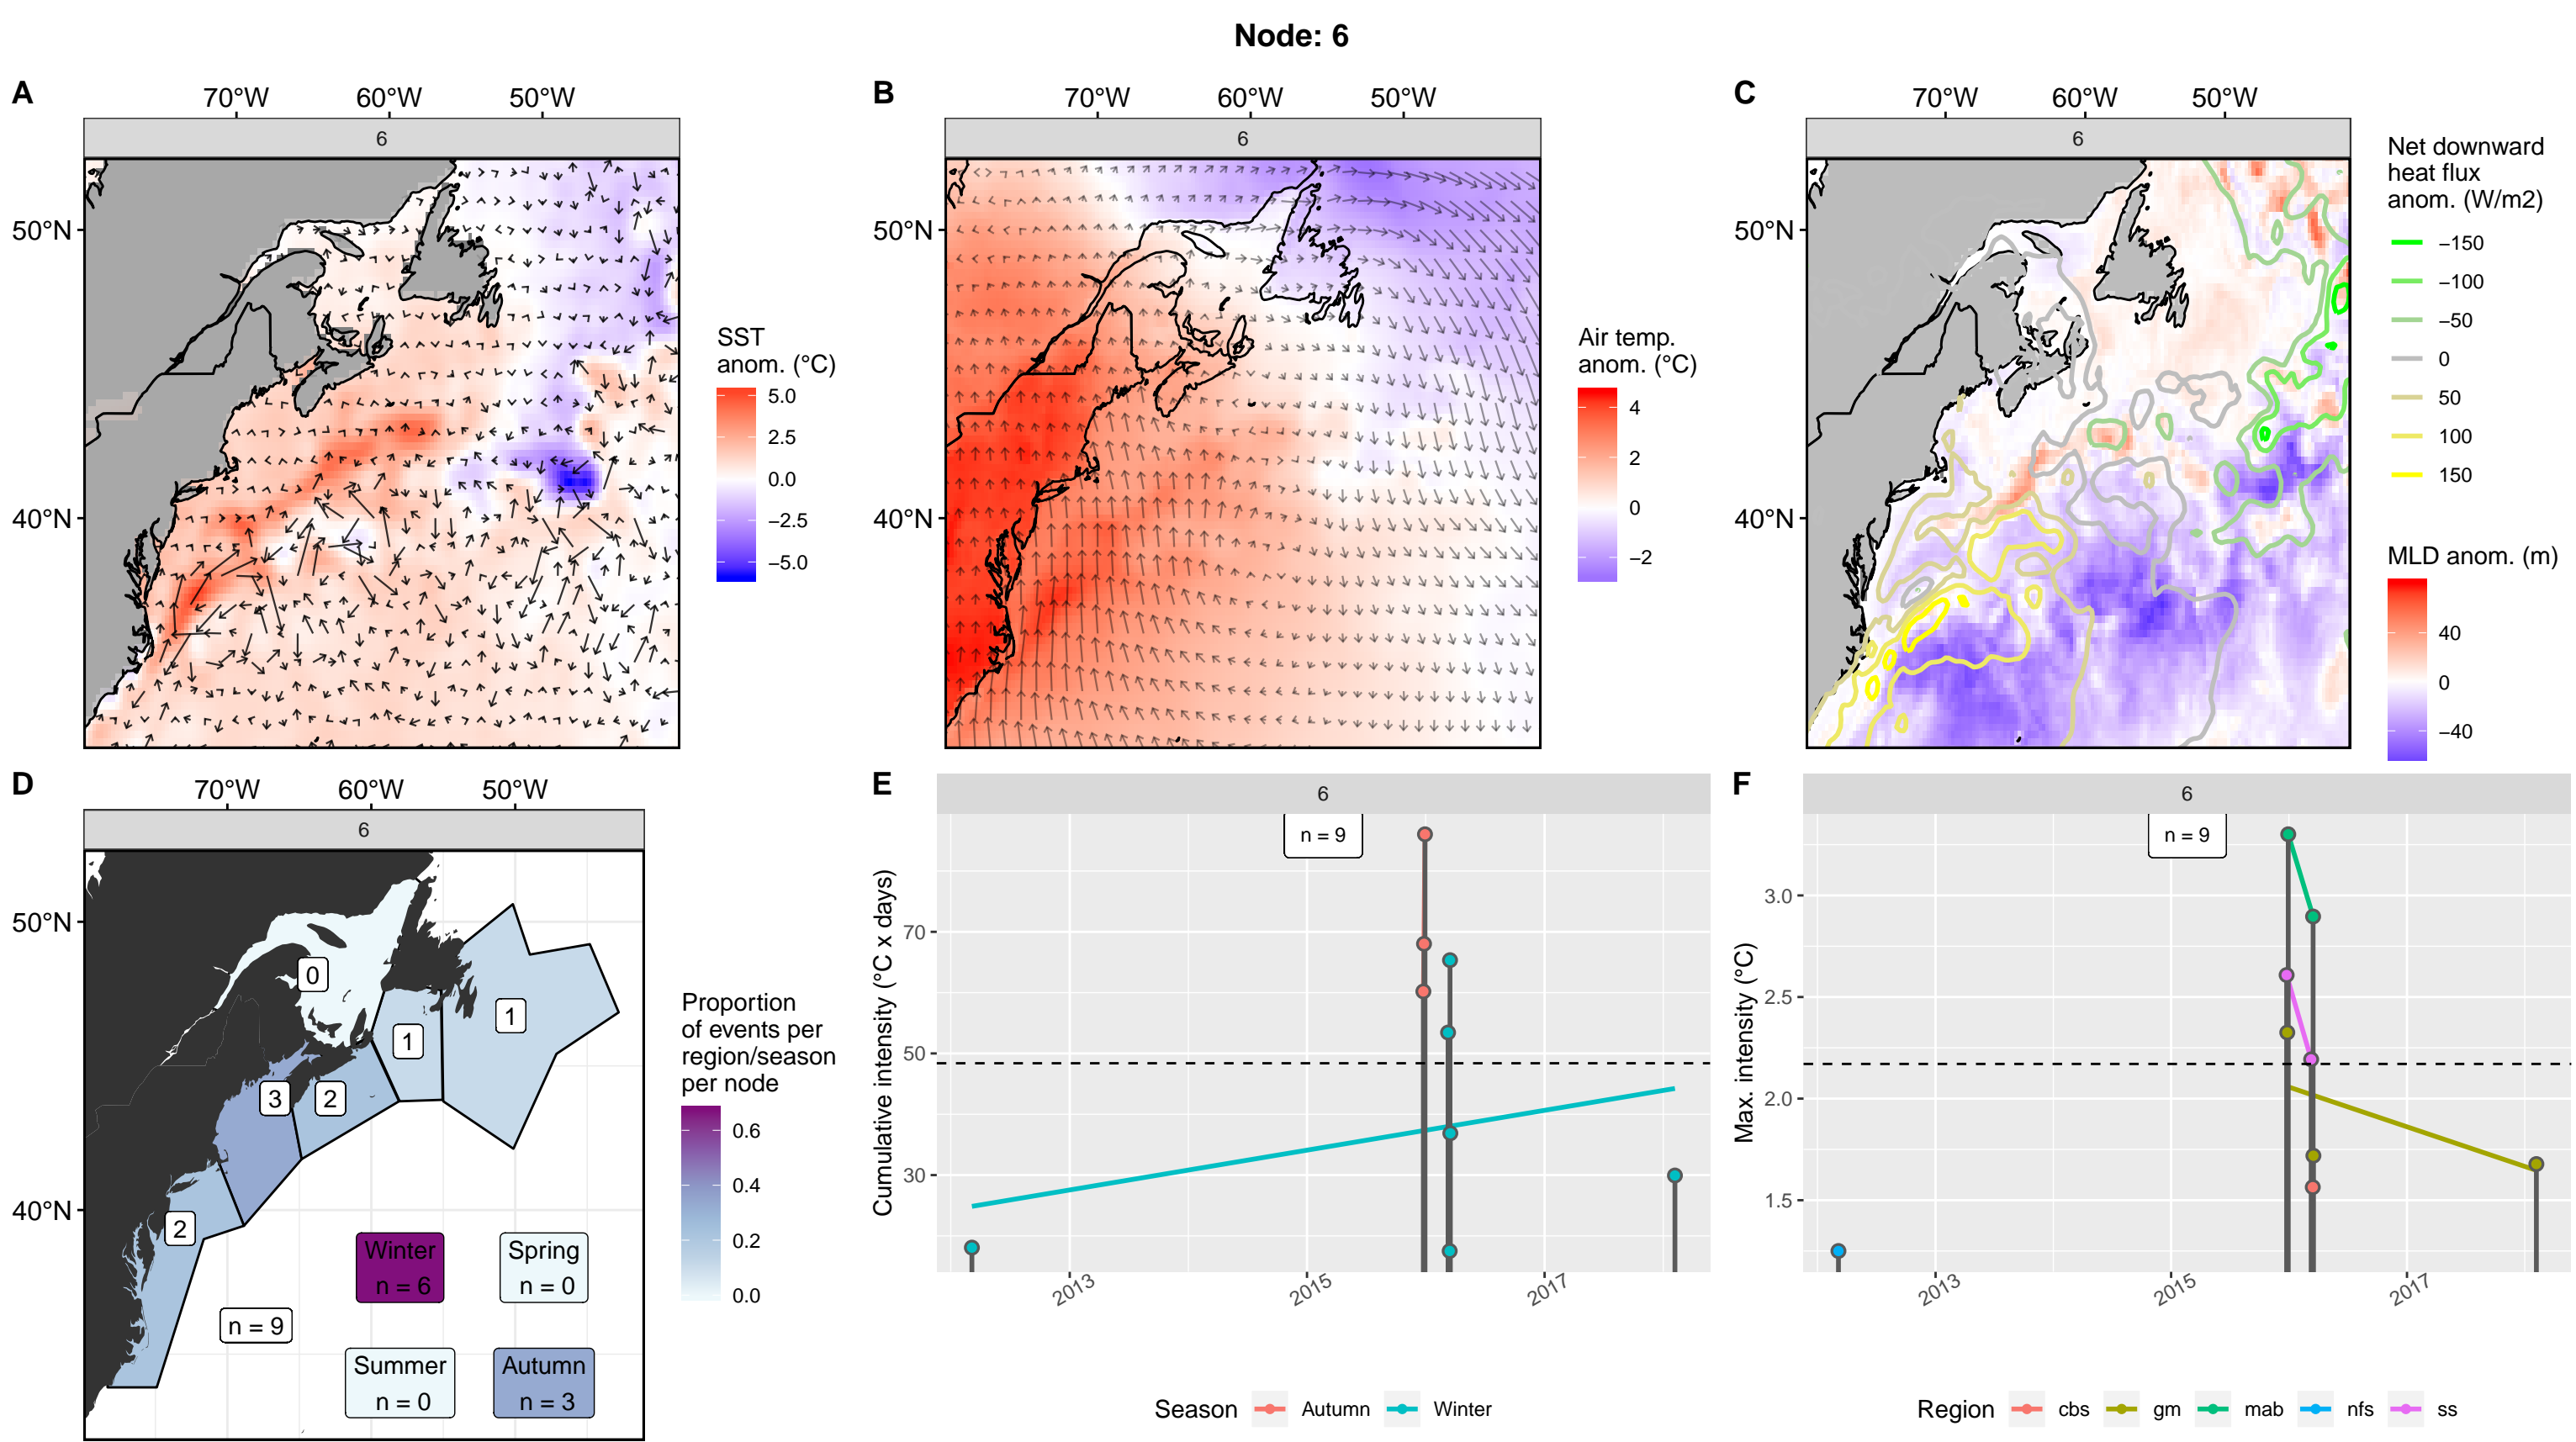 Node: 6
A
70°W 60°W 50°W
6
50°N
40°N
SST
anom. (°C)
5.0
2.5
0.0
−2.5
−5.0
B
70°W 60°W 50°W
6
50°N
40°N
Air temp.
anom. (°C)
4
2
0
−2
C
70°W 60°W 50°W
6
50°N
40°N
Net downward
heat flux
anom. (W/m2)
−150
−100
−50
0
50
100
150
MLD anom. (m)
40
0
−40
D
70°W 60°W 50°W
6
50°N
40°N
0
1
1
3
2
2
n = 9
Winter
n = 6
Spring
n = 0
Summer
n = 0
Autumn
n = 3
Proportion
of events per
region/season
per node
0.6
0.4
0.2
0.0
E
6
n = 9
Cumulative intensity (°C x days)
70
50
30
2013 2015 2017
Season Autumn Winter
F
6
n = 9
Max. intensity (°C)
3.0
2.5
2.0
1.5
2013 2015 2017
Region cbs gm mab nfs ss